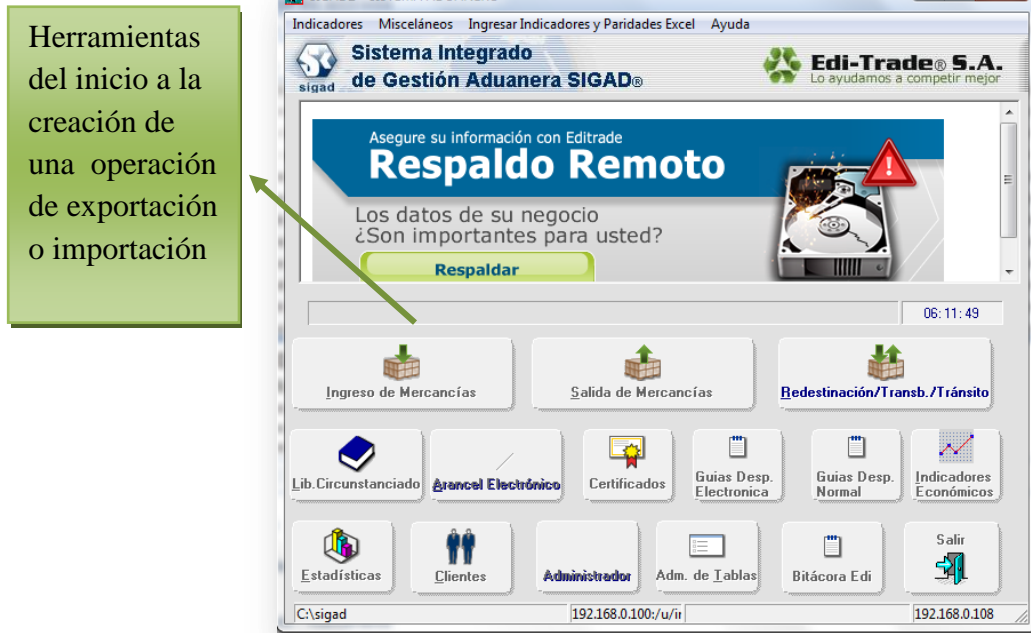 Herramientas
del inicio a la
creación de
una operación
de exportación
o importación
Indicadores Misceláneos Ingresar Indicadores y Paridades Excel Ayuda
sigad
Sistema Integrado
de Gestión Aduanera SIGAD®
Edi-Trade® S.A.
Lo ayudamos a competir mejor
Asegure su información con Editrade
Respaldo Remoto
Los datos de su negocio
¿Son importantes para usted?
Respaldar
06:11:49
Ingreso de Mercancías
Salida de Mercancías
Redestinación/Transb./Tránsito
Lib.Circunstanciado
Arancel Electrónico
Certificados
Guias Desp.
Electronica
Guias Desp.
Normal
Indicadores
Económicos
Estadísticas
Clientes
Administrador
Adm. de Tablas
Bitácora Edi
Salir
C:\sigad
192.168.0.100:/u/ir
192.168.0.108